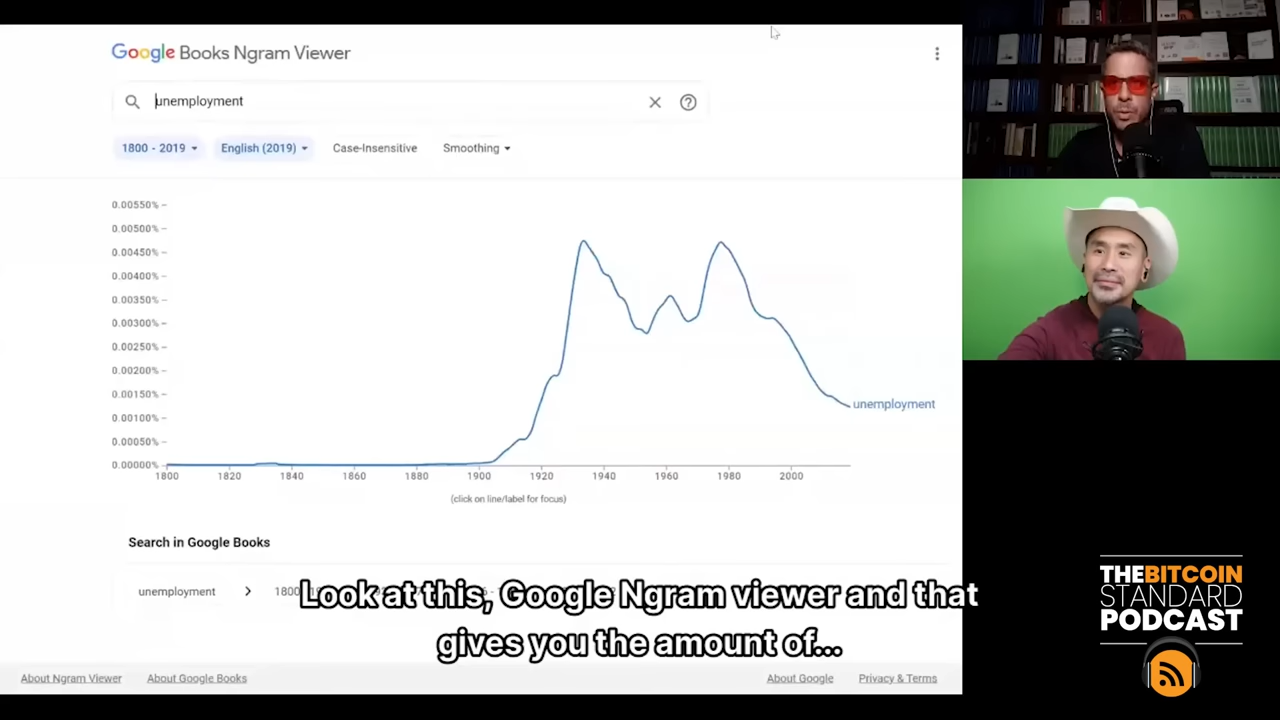 Google Books Ngram Viewer
unemployment
1800 - 2019
English (2019)
Case-Insensitive
Smoothing
0.00550%
0.00500%
0.00450%
0.00400%
0.00350%
0.00300%
0.00250%
0.00200%
0.00150%
0.00100%
0.00050%
0.00000%
unemployment
1800 1820 1840 1860 1880 1900 1920 1940 1960 1980 2000
(click on line/label for focus)
Search in Google Books
unemployment
Look at this, Google Ngram viewer and that
gives you the amount of...
About Ngram Viewer
About Google Books
About Google
Privacy & Terms
THE BITCOIN
STANDARD
PODCAST